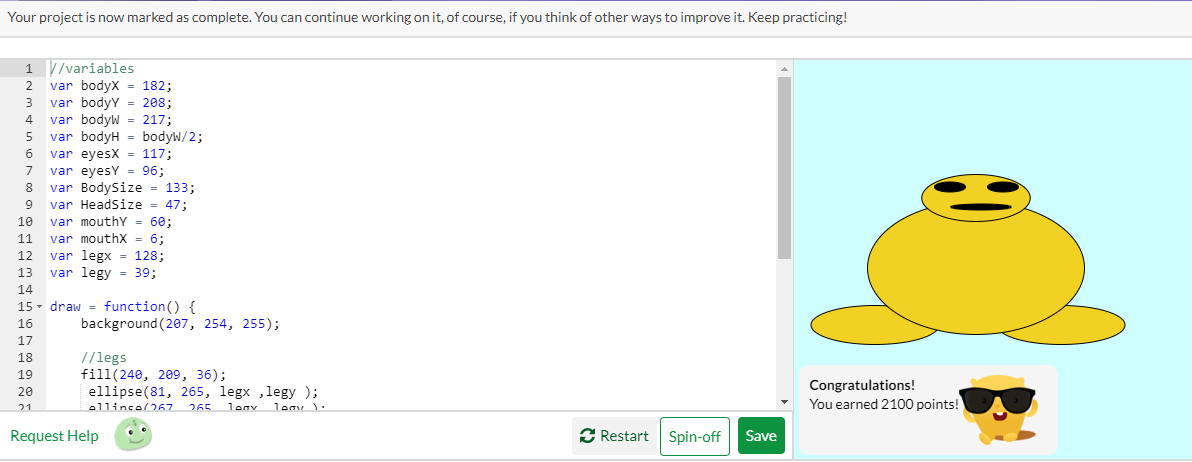 Your project is now marked as complete. You can continue working on it, of course, if you think of other ways to improve it. Keep practicing!
1 //variables
2 var bodyX = 182;
3 var bodyY = 208;
4 var bodyW = 217;
5 var bodyH = bodyW/2;
6 var eyesX = 117;
7 var eyesY = 96;
8 var BodySize = 133;
9 var HeadSize = 47;
10 var mouthY = 60;
11 var mouthX = 6;
12 var legx = 128;
13 var legy = 39;
14
15 draw = function() {
16 background(207, 254, 255);
17
18 //legs
19 fill(240, 209, 36);
20 ellipse(81, 265, legx ,legy );
21 ellipse(267, 265, legx, legy );
Request Help
Restart
Spin-off
Save
Congratulations!
You earned 2100 points!